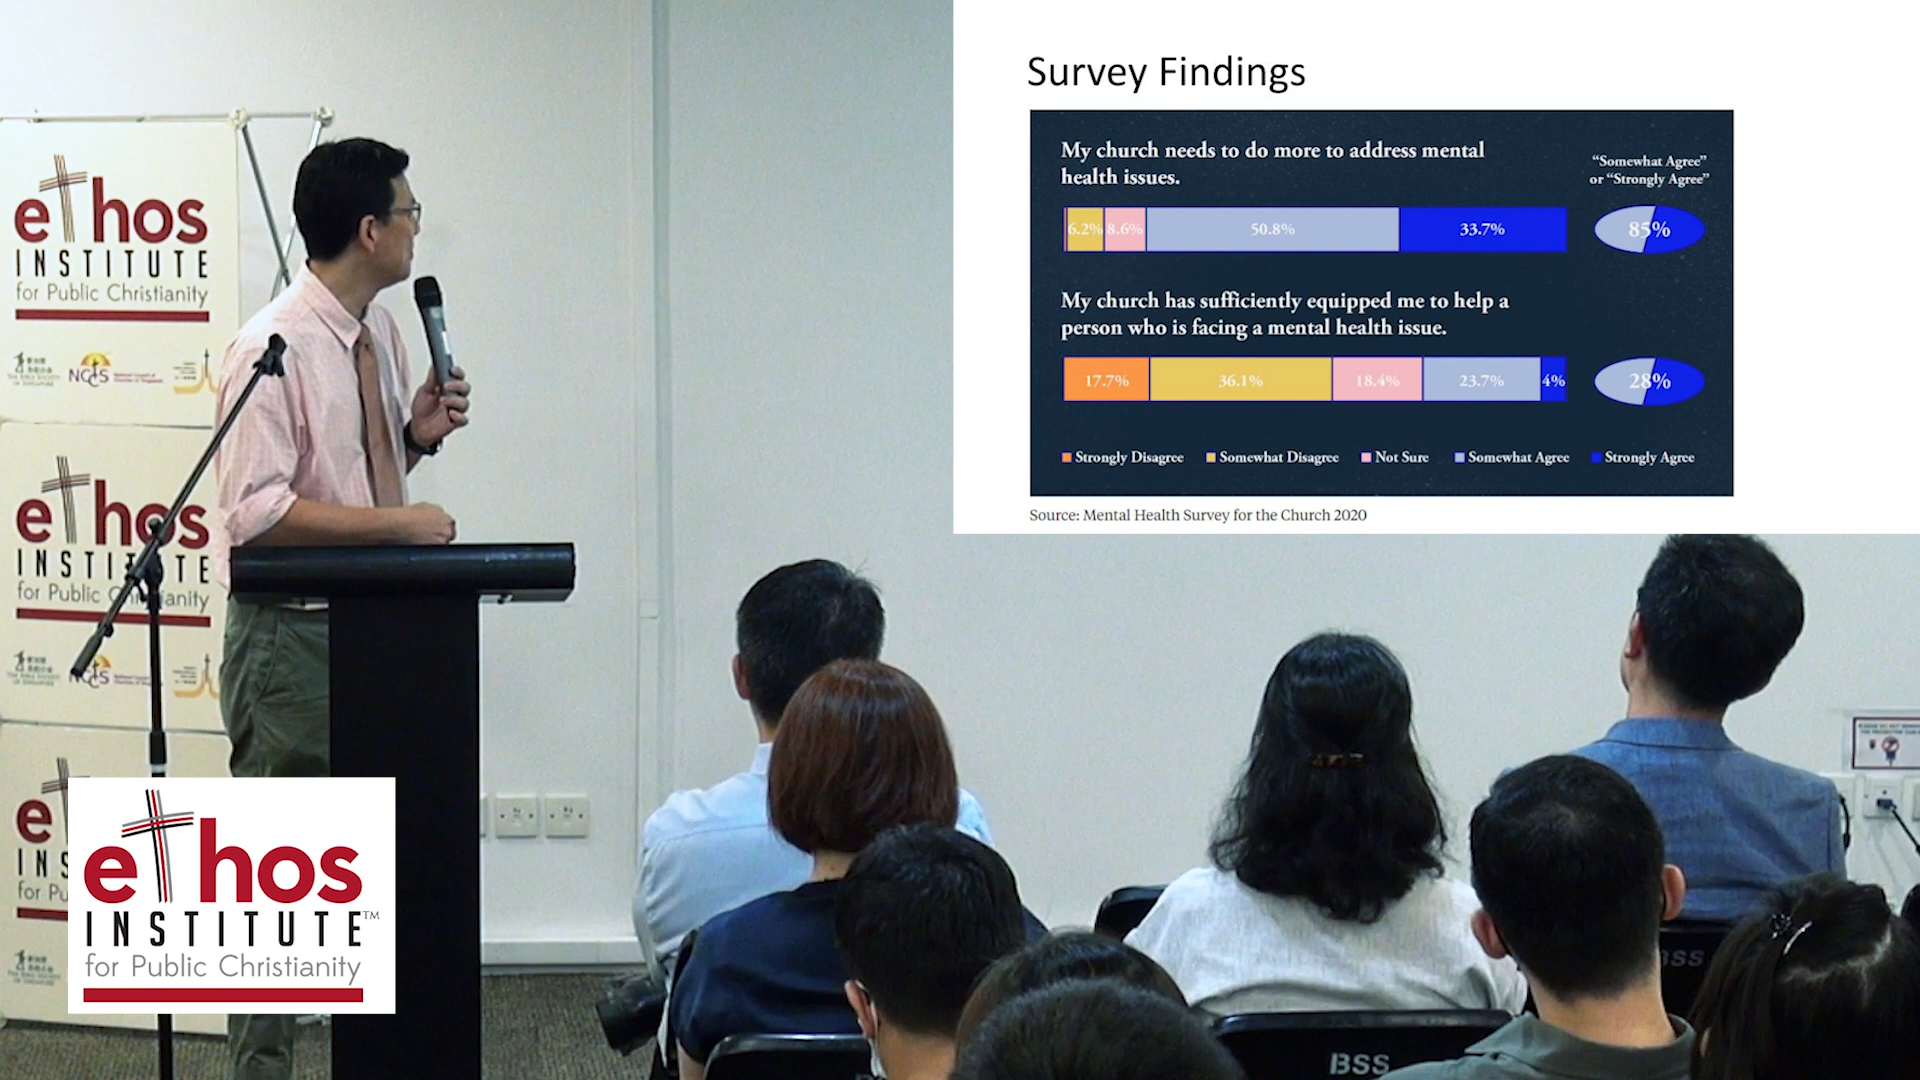 Survey Findings
My church needs to do more to address mental
health issues.
“Somewhat Agree”
or “Strongly Agree”
6.2% 8.6% 50.8% 33.7% 85%
My church has sufficiently equipped me to help a
person who is facing a mental health issue.
17.7% 36.1% 18.4% 23.7% 4% 28%
Strongly Disagree Somewhat Disagree Not Sure Somewhat Agree Strongly Agree
Source: Mental Health Survey for the Church 2020
ethos
INSTITUTE
for Public Christianity
NCCS
ethos
INSTITUTE
for Public Christianity
NCCS
ethos
INSTITUTE™
for Public Christianity
BSS
BSS